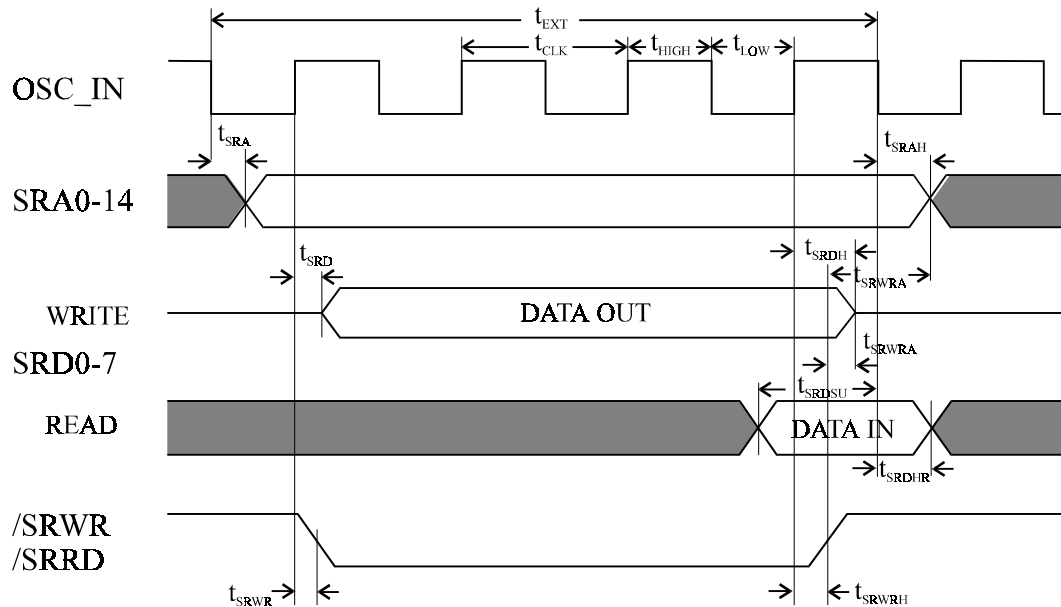 tEXT
tCLK tHIGH tLOW
OSC_IN
tSRA tSRAH
SRA0-14
tSRD tSRDH
tSRWRA
WRITE DATA OUT
tSRWRA
SRD0-7
tSRDSU
READ DATA IN
tSRDHR
/SRWR
/SRRD
tSRWR tSRWRH